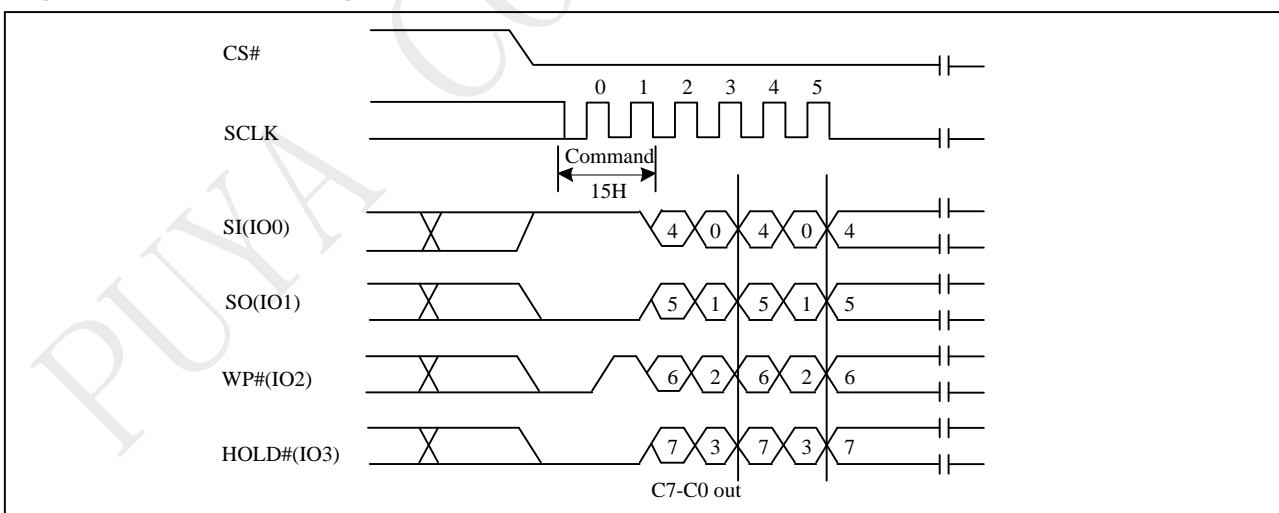 CS#
0 1 2 3 4 5
SCLK
Command
15H
SI(IO0) 4 0 4 0 4
SO(IO1) 5 1 5 1 5
WP#(IO2) 6 2 6 2 6
HOLD#(IO3) 7 3 7 3 7
C7-C0 out
PUYA CO